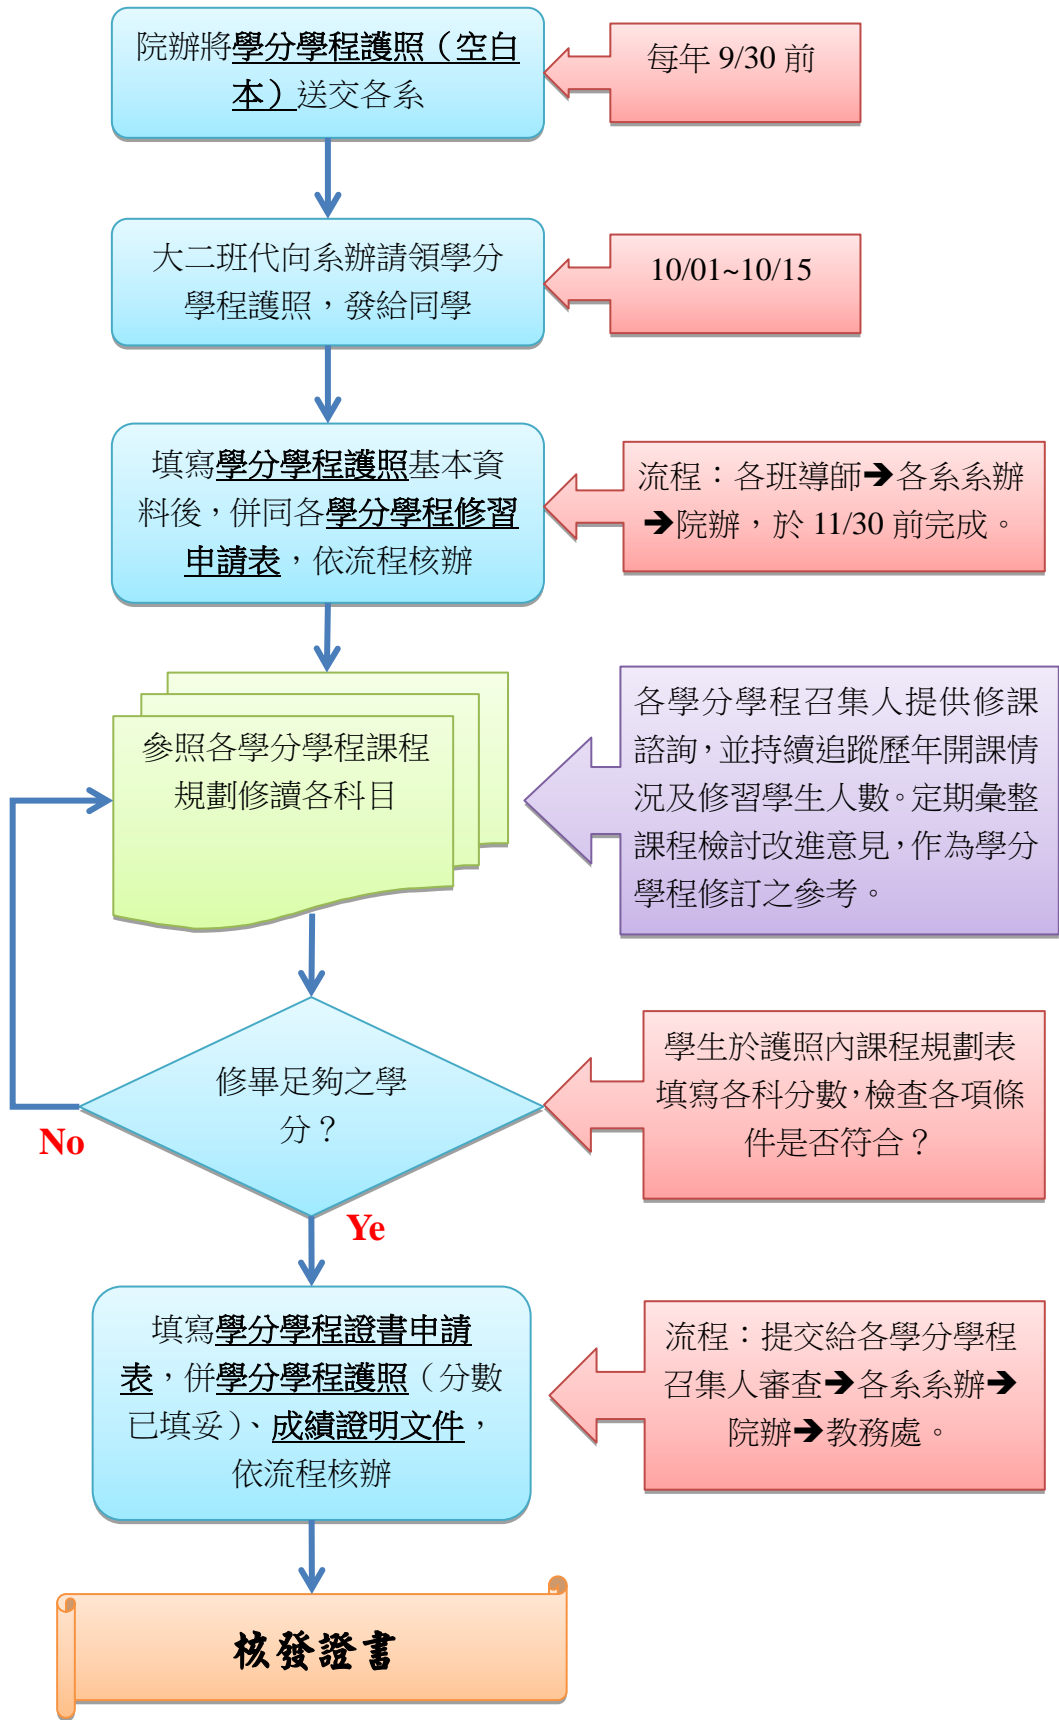 院辦將學分學程護照（空白
本）送交各系
每年 9/30 前
大二班代向系辦請領學分
學程護照，發給同學
10/01~10/15
填寫學分學程護照基本資
料後，併同各學分學程修習
申請表，依流程核辦
流程：各班導師➔各系系辦
➔院辦，於 11/30 前完成。
參照各學分學程課程
規劃修讀各科目
各學分學程召集人提供修課
諮詢，並持續追蹤歷年開課情
況及修習學生人數。定期彙整
課程檢討改進意見，作為學分
學程修訂之參考。
修畢足夠之學
分？
No
Ye
學生於護照內課程規劃表
填寫各科分數，檢查各項條
件是否符合？
填寫學分學程證書申請
表，併學分學程護照（分數
已填妥）、成績證明文件，
依流程核辦
流程：提交給各學分學程
召集人審查➔各系系辦➔
院辦➔教務處。
核發證書